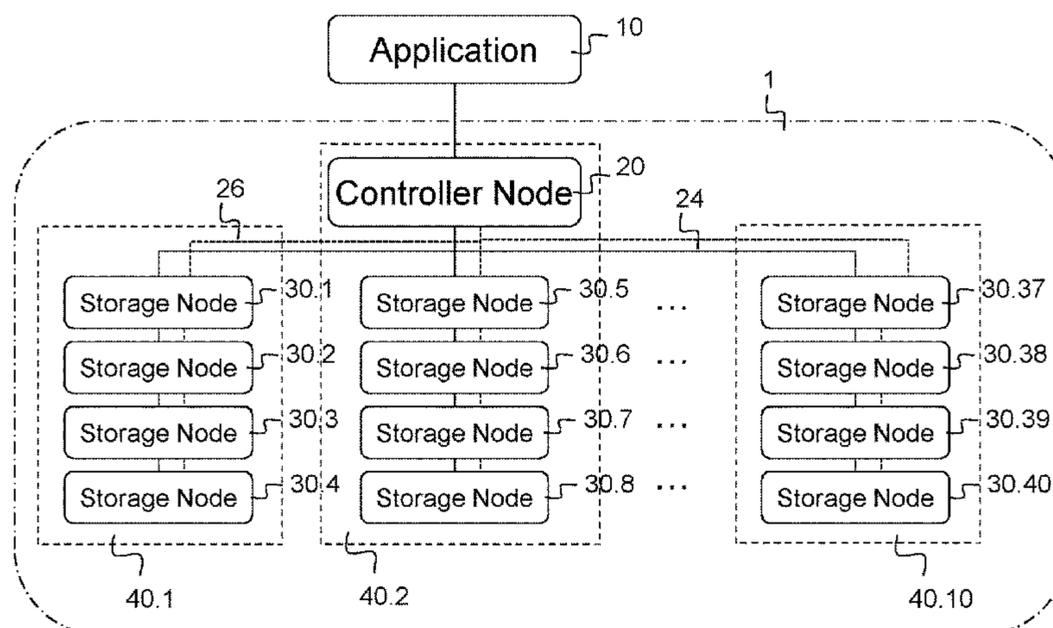 Application 10
1
Controller Node 20
26 24
Storage Node 30.1 Storage Node 30.5 ... Storage Node 30.37
Storage Node 30.2 Storage Node 30.6 ... Storage Node 30.38
Storage Node 30.3 Storage Node 30.7 ... Storage Node 30.39
Storage Node 30.4 Storage Node 30.8 ... Storage Node 30.40
40.1 40.2 40.10